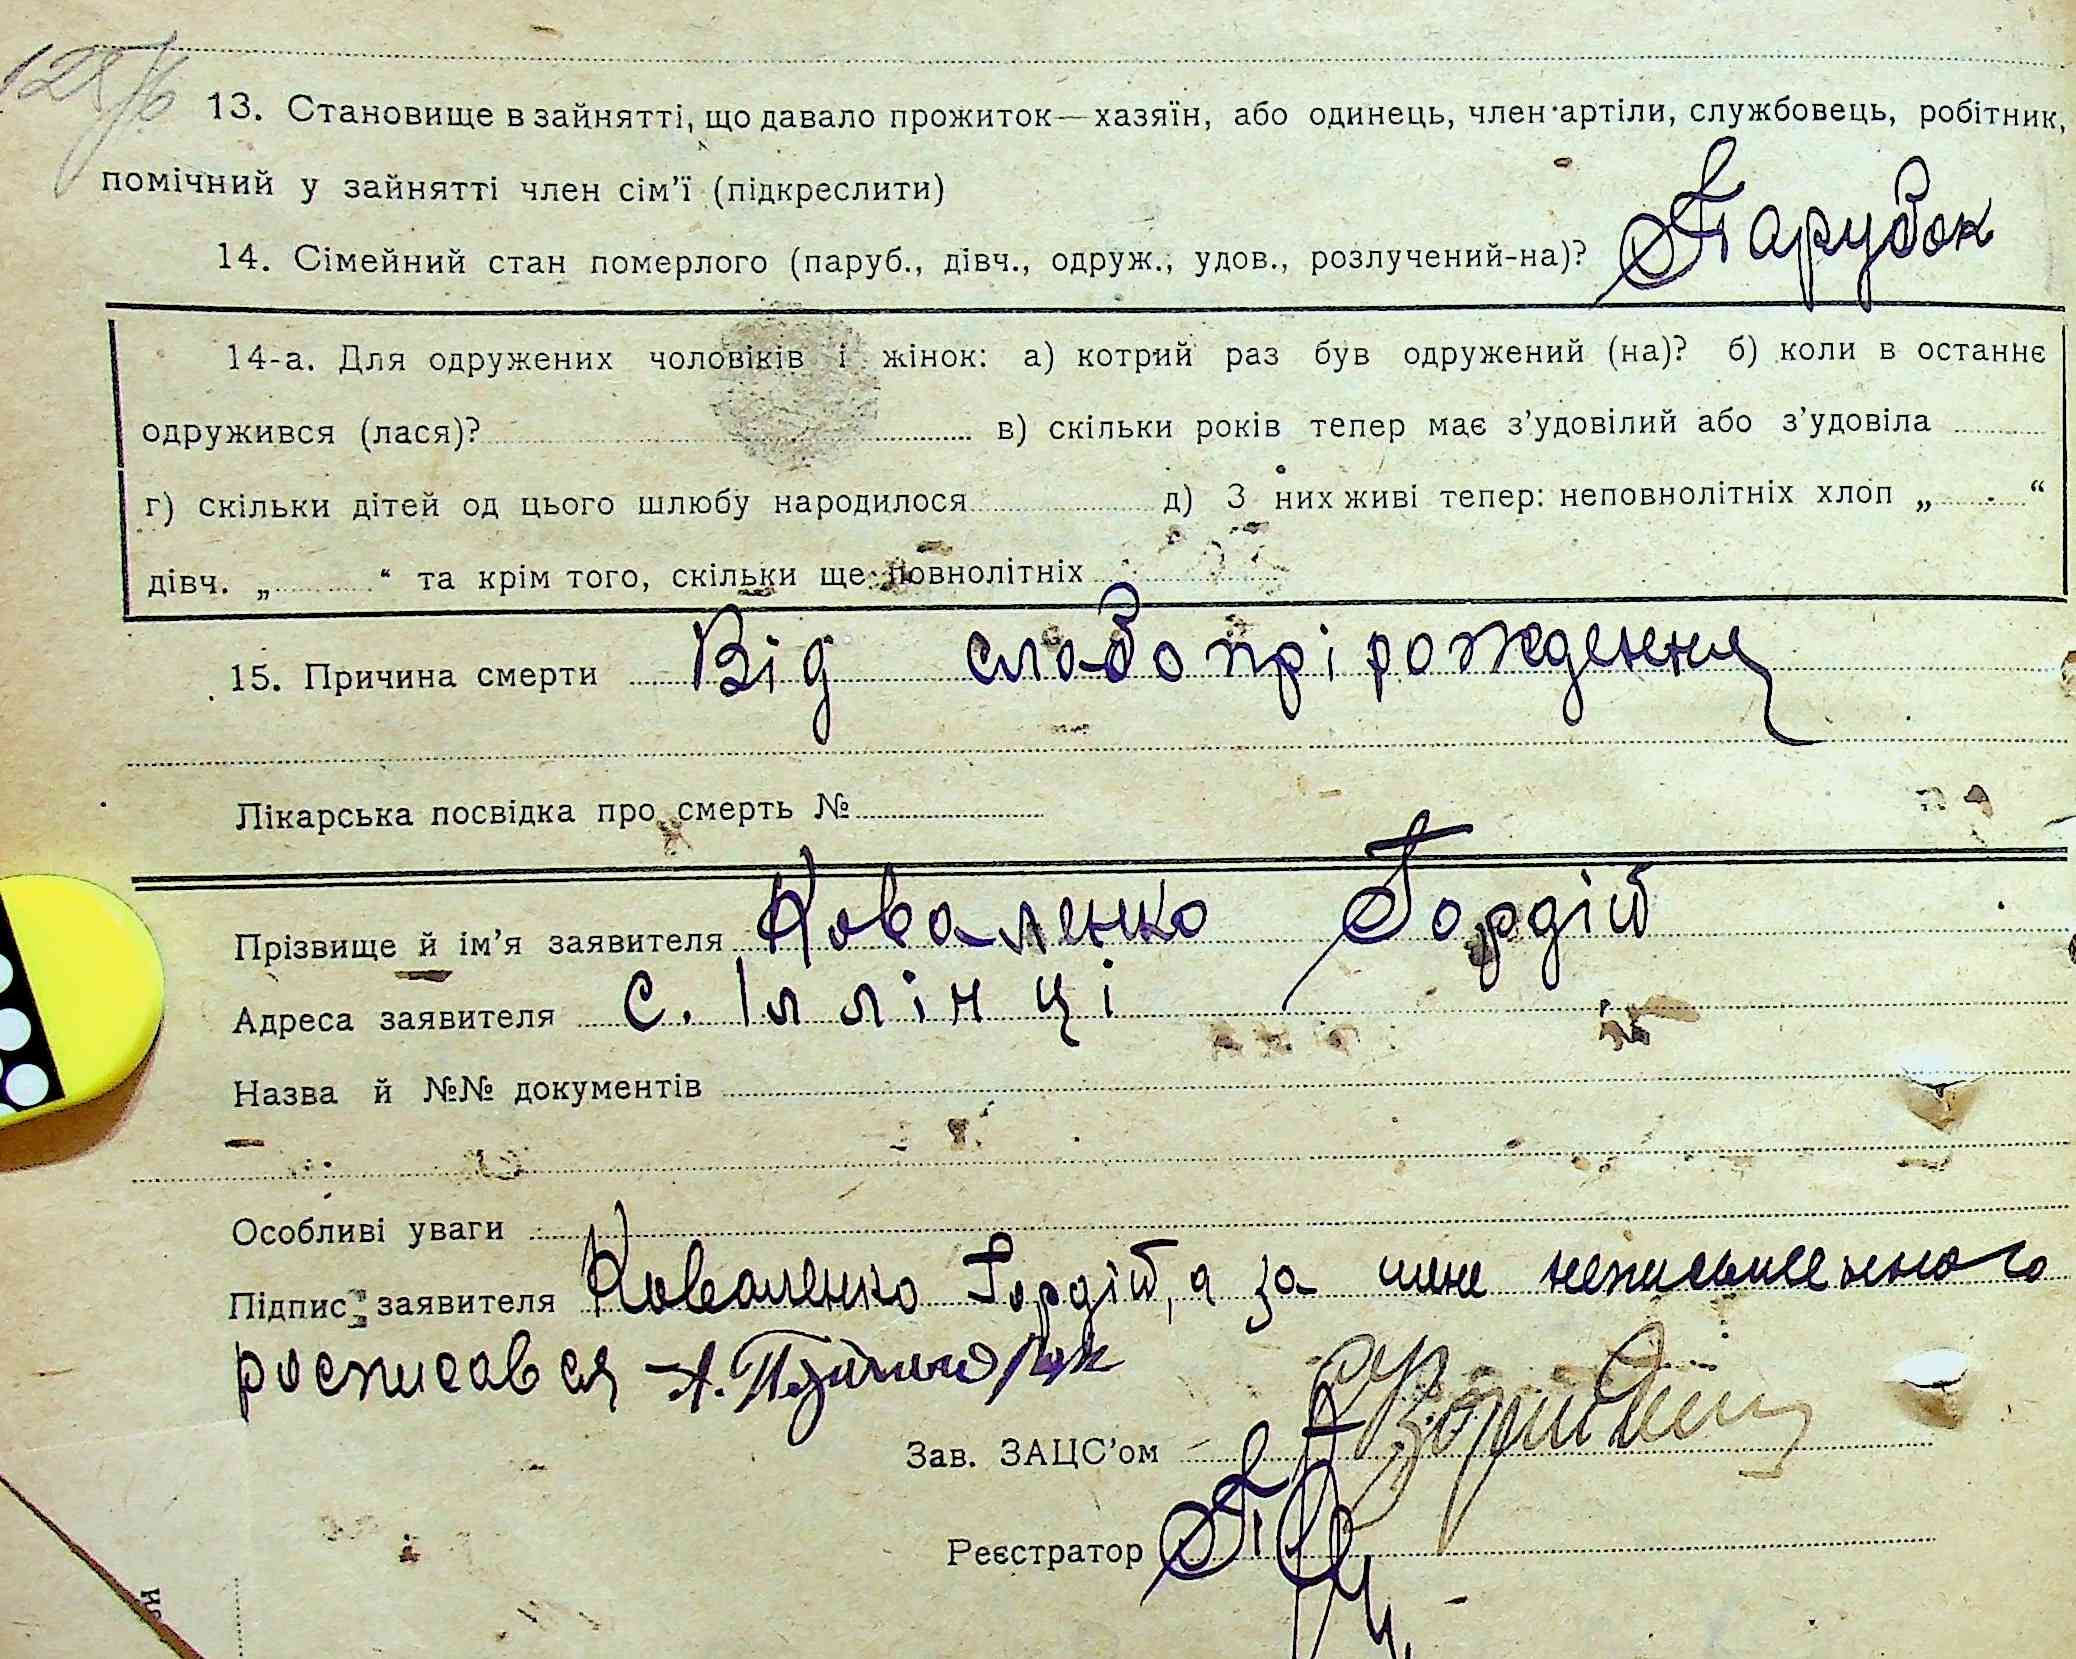 13. Становище в зайнятті, що давало прожиток—хазяїн, або одинець, член артіли, службовець, робітник,
помічний у зайнятті член сім'ї (підкреслити)
14. Сімейний стан померлого (паруб., дівч., одруж., удов., розлучений-на)? Парубок
14-а. Для одружених чоловіків і жінок: а) котрий раз був одружений (на)? б) коли в останнє
одружився (лася)? в) скільки років тепер має з'удовілий або з'удовіла
г) скільки дітей од цього шлюбу народилося д) З них живі тепер: неповнолітніх хлоп „ “
дівч. „ “ та крім того, скільки ще повнолітніх
15. Причина смерти Від слабопрірождення
Лікарська посвідка про смерть №
Прізвище й ім'я заявителя Коваленко Гордій
Адреса заявителя с. Іллінці
Назва й №№ документів
Особливі уваги
Підпис заявителя Коваленко Гордій, а за мене неписьменного
росписався А.
Зав. ЗАЦС'ом
Реєстратор